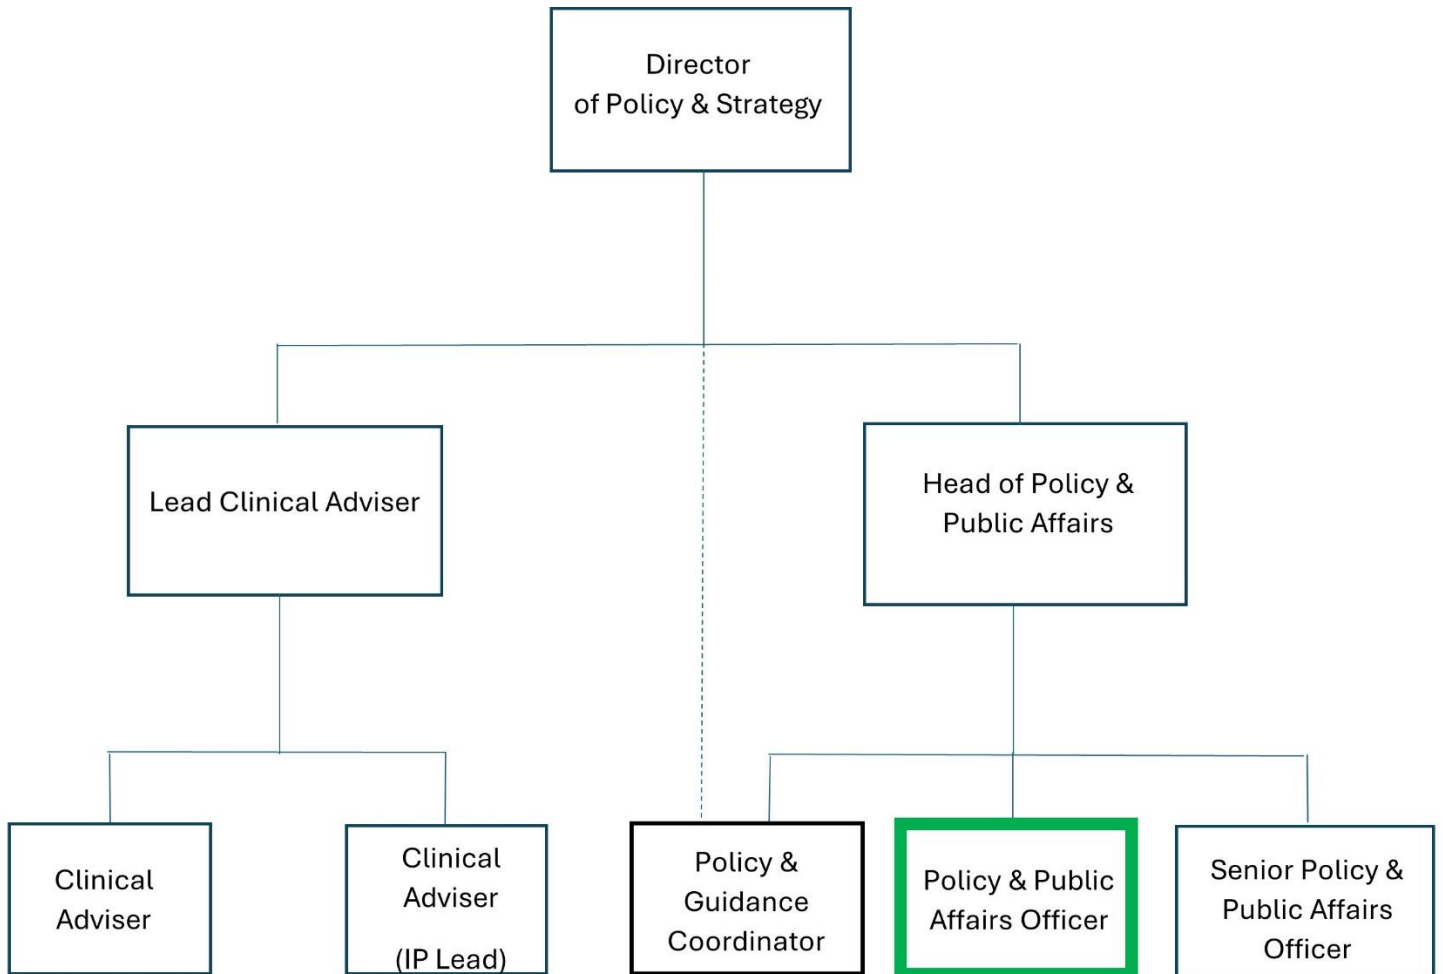 Director
of Policy & Strategy
Lead Clinical Adviser
Head of Policy &
Public Affairs
Clinical
Adviser
Clinical
Adviser
(IP Lead)
Policy &
Guidance
Coordinator
Policy & Public
Affairs Officer
Senior Policy &
Public Affairs
Officer